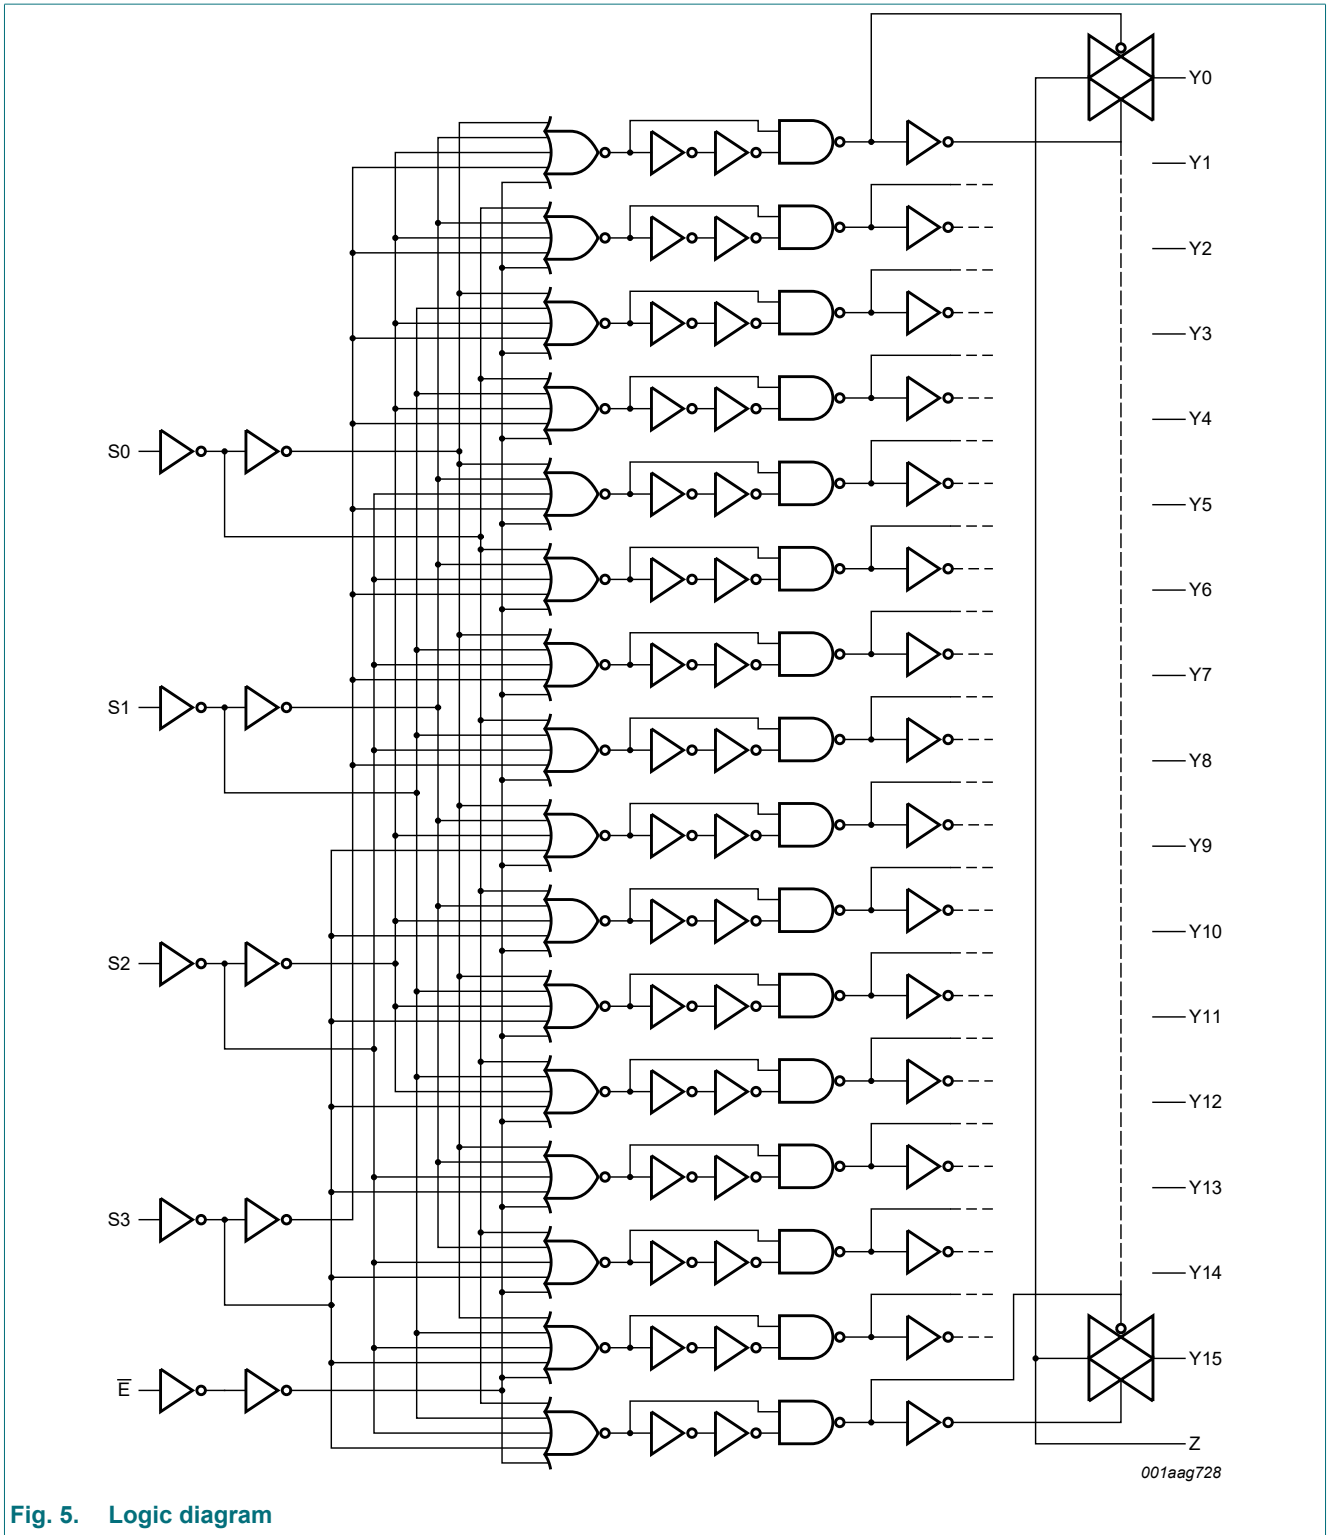 Y0
Y1
Y2
Y3
Y4
S0
Y5
Y6
Y7
S1
Y8
Y9
Y10
S2
Y11
Y12
Y13
S3
Y14
Y15
E̅
Z
001aag728
Fig. 5. Logic diagram